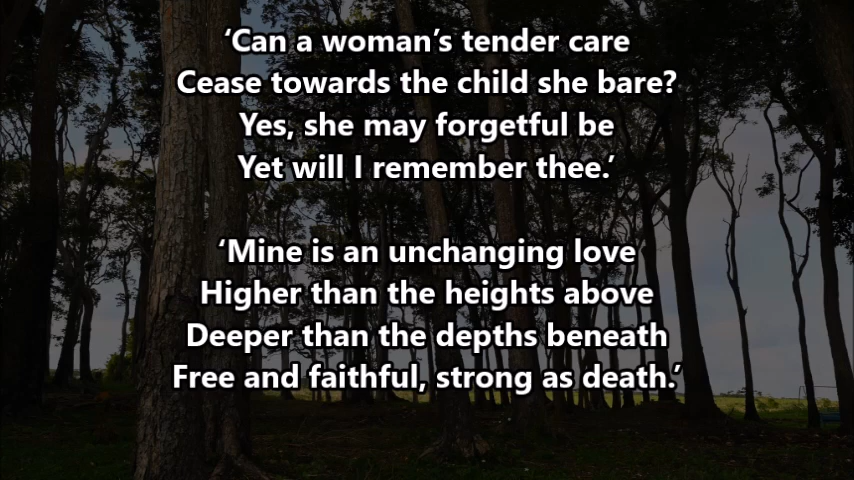 ‘Can a woman’s tender care
Cease towards the child she bare?
Yes, she may forgetful be
Yet will I remember thee.’

‘Mine is an unchanging love
Higher than the heights above
Deeper than the depths beneath
Free and faithful, strong as death.’